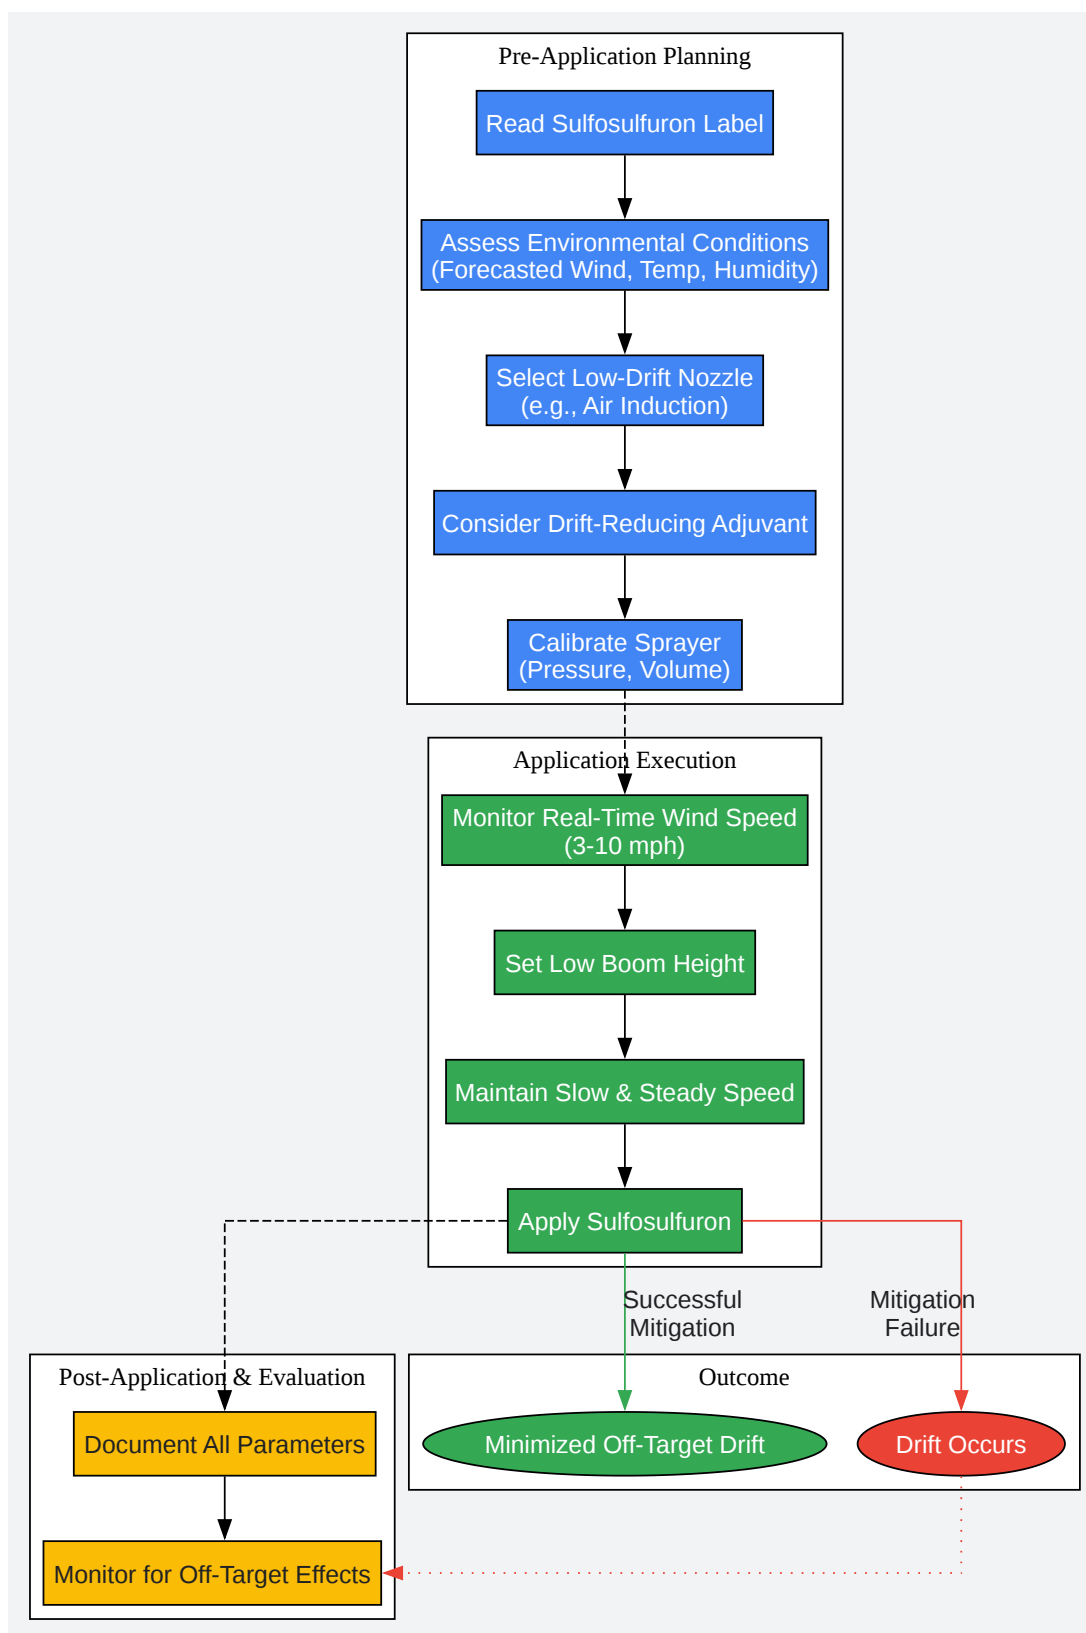 Pre-Application Planning
Read Sulfosulfuron Label
Assess Environmental Conditions
(Forecasted Wind, Temp, Humidity)
Select Low-Drift Nozzle
(e.g., Air Induction)
Consider Drift-Reducing Adjuvant
Calibrate Sprayer
(Pressure, Volume)
Application Execution
Monitor Real-Time Wind Speed
(3-10 mph)
Set Low Boom Height
Maintain Slow & Steady Speed
Apply Sulfosulfuron
Successful
Mitigation
Mitigation
Failure
Post-Application & Evaluation
Document All Parameters
Monitor for Off-Target Effects
Outcome
Minimized Off-Target Drift
Drift Occurs